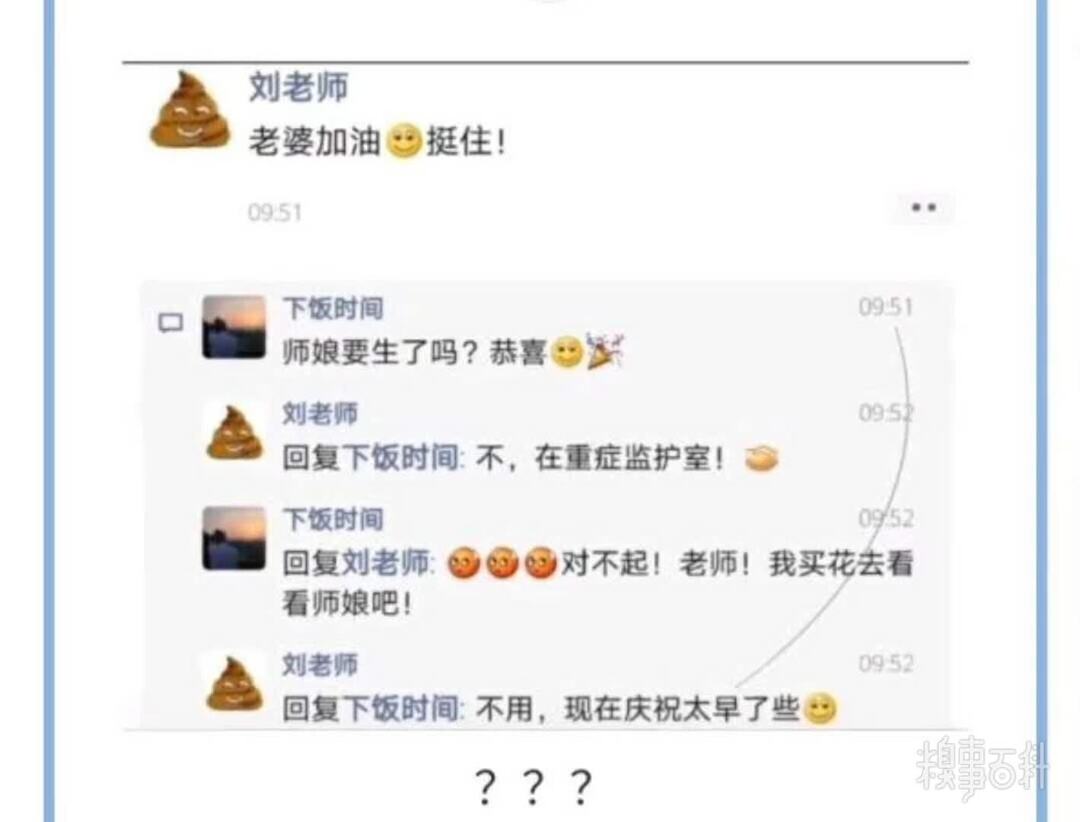 刘老师
老婆加油😊挺住！
09:51
下饭时间 09:51
师娘要生了吗？恭喜😊🎉
刘老师 09:52
回复下饭时间: 不，在重症监护室！🤝
下饭时间 09:52
回复刘老师: 😡😡😡对不起！老师！我买花去看
看师娘吧！
刘老师 09:52
回复下饭时间: 不用，现在庆祝太早了些😊
？？？
糗事百科